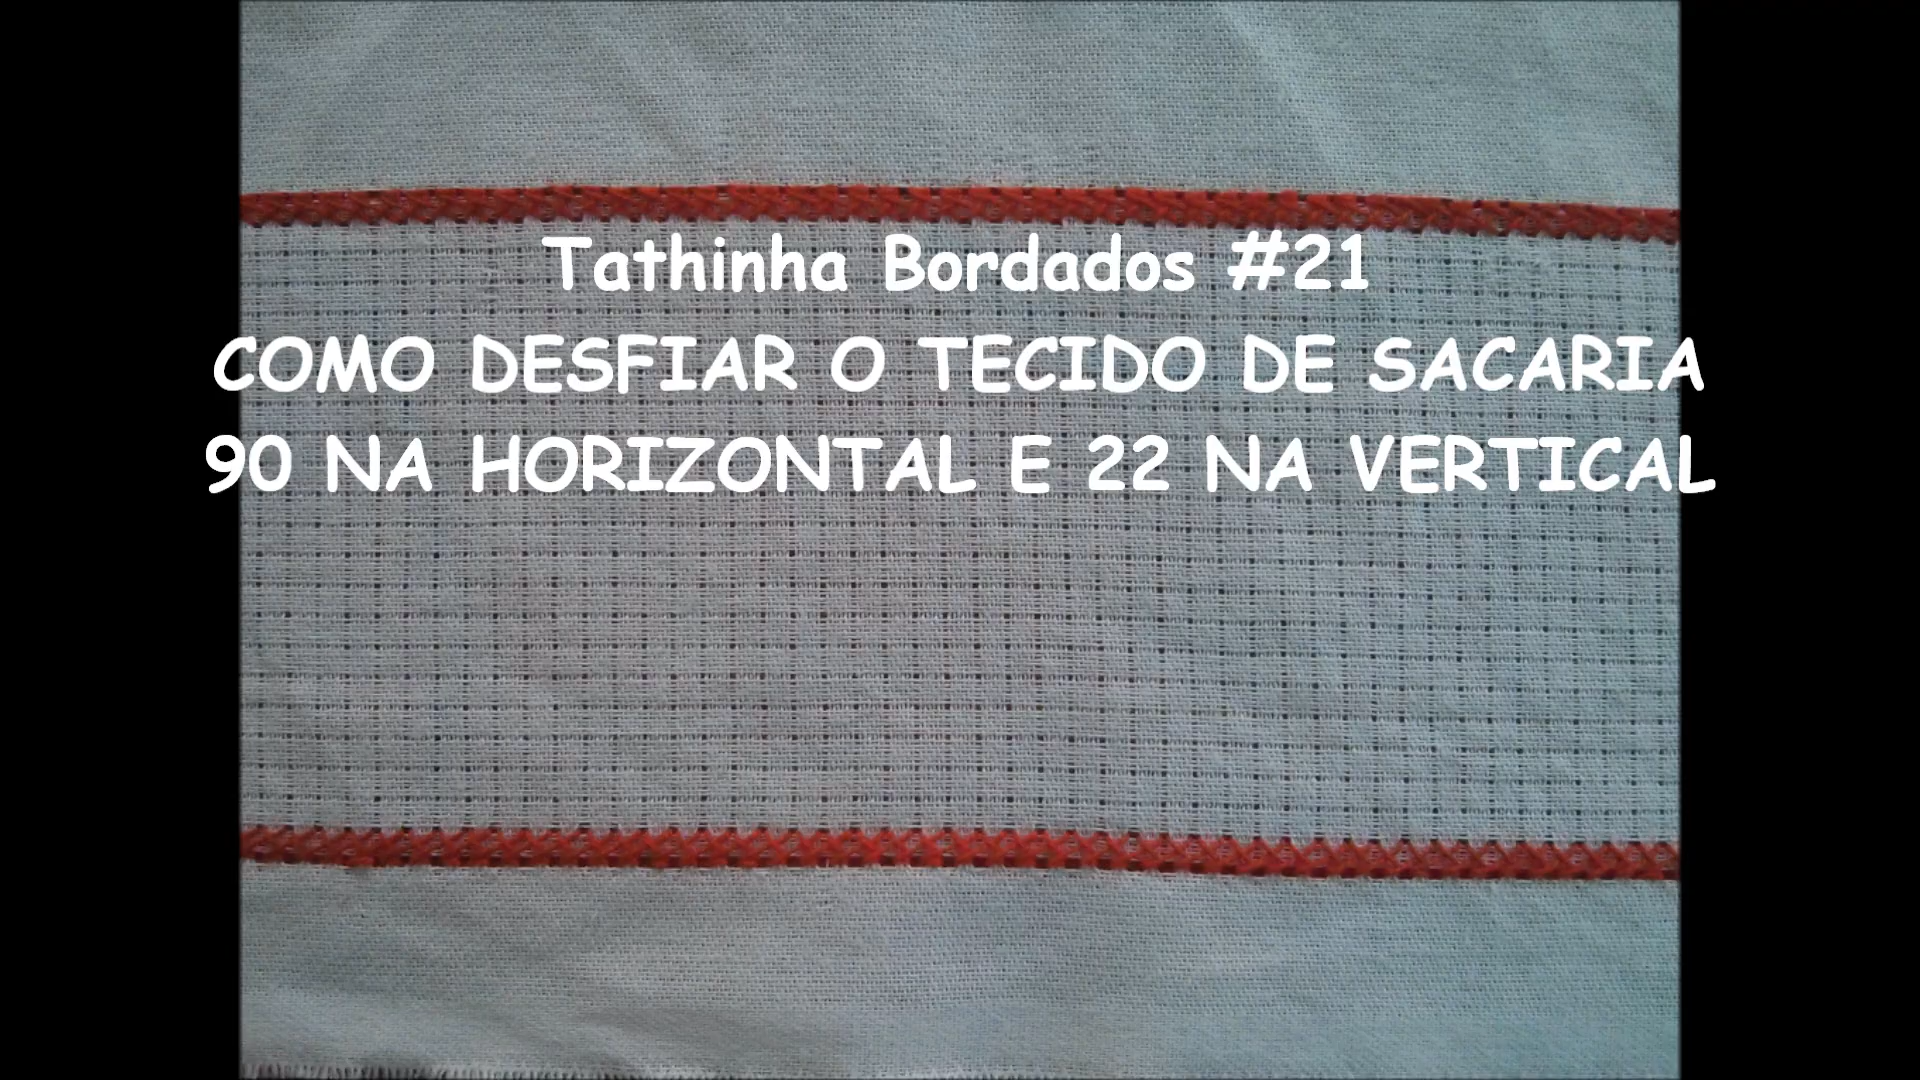 Tathinha Bordados #21
COMO DESFIAR O TECIDO DE SACARIA
90 NA HORIZONTAL E 22 NA VERTICAL